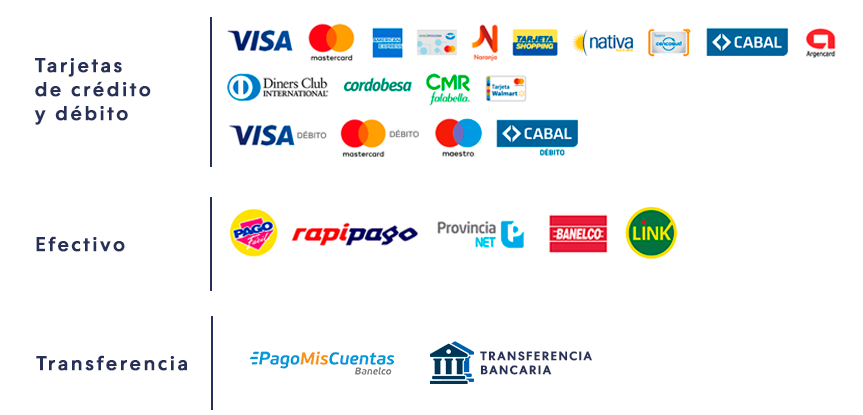 Tarjetas
de crédito
y débito
VISA
mastercard
AMERICAN EXPRESS
Naranja
TARJETA SHOPPING
nativa
cencosud
CABAL
Argencard
Diners Club
INTERNATIONAL
cordobesa
CMR
falabella.
Tarjeta
Walmart
VISA DÉBITO
mastercard
DÉBITO
maestro
CABAL
DÉBITO
Efectivo
PAGO
fácil
rapipago
Provincia
NET
BANELCO
LINK
Transferencia
PagoMisCuentas
Banelco
TRANSFERENCIA
BANCARIA